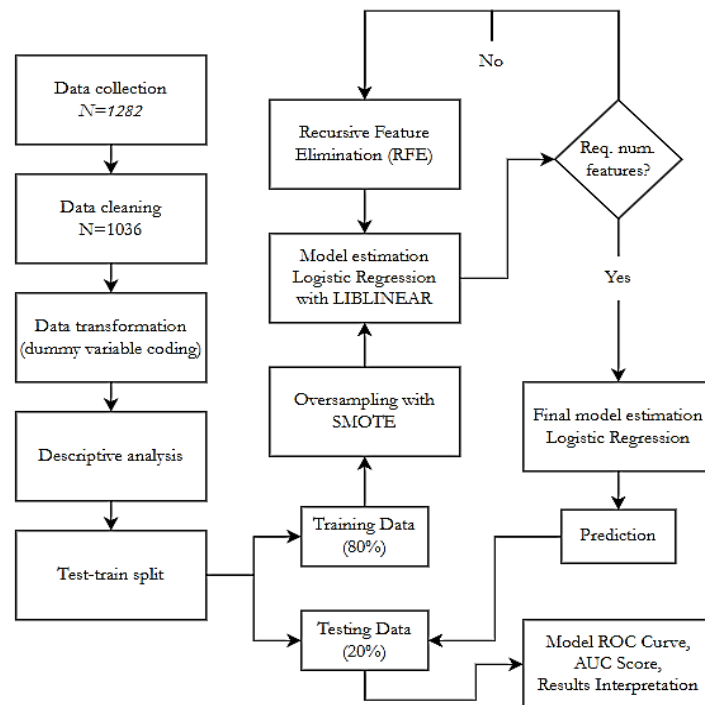 Data collection
N=1282
Data cleaning
N=1036
Data transformation
(dummy variable coding)
Descriptive analysis
Test-train split
Training Data
(80%)
Testing Data
(20%)
Oversampling with
SMOTE
Model estimation
Logistic Regression
with LIBLINEAR
Recursive Feature
Elimination (RFE)
No
Req. num.
features?
Yes
Final model estimation
Logistic Regression
Prediction
Model ROC Curve,
AUC Score,
Results Interpretation